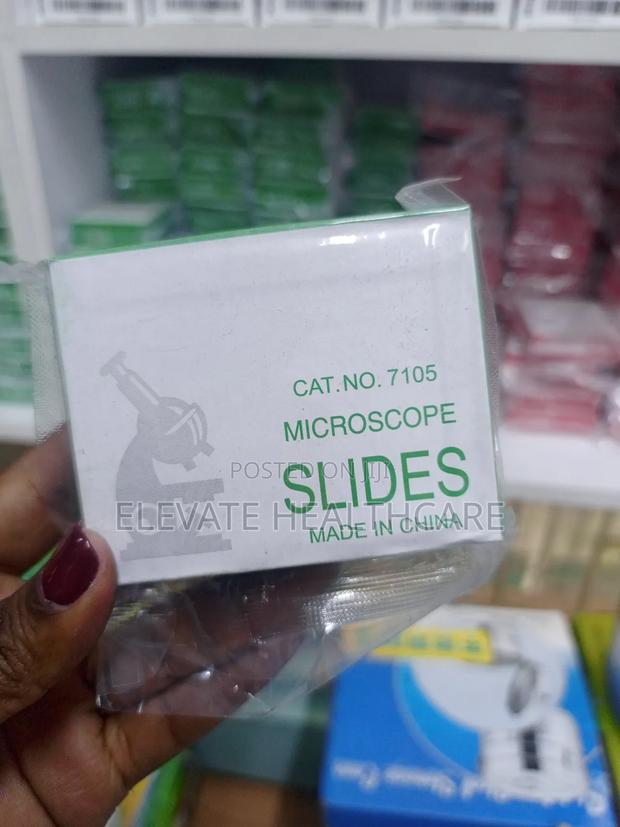 CAT.NO. 7105
MICROSCOPE
SLIDES
MADE IN CHINA
POSTED ON JIJI
ELEVATE HEALTHCARE